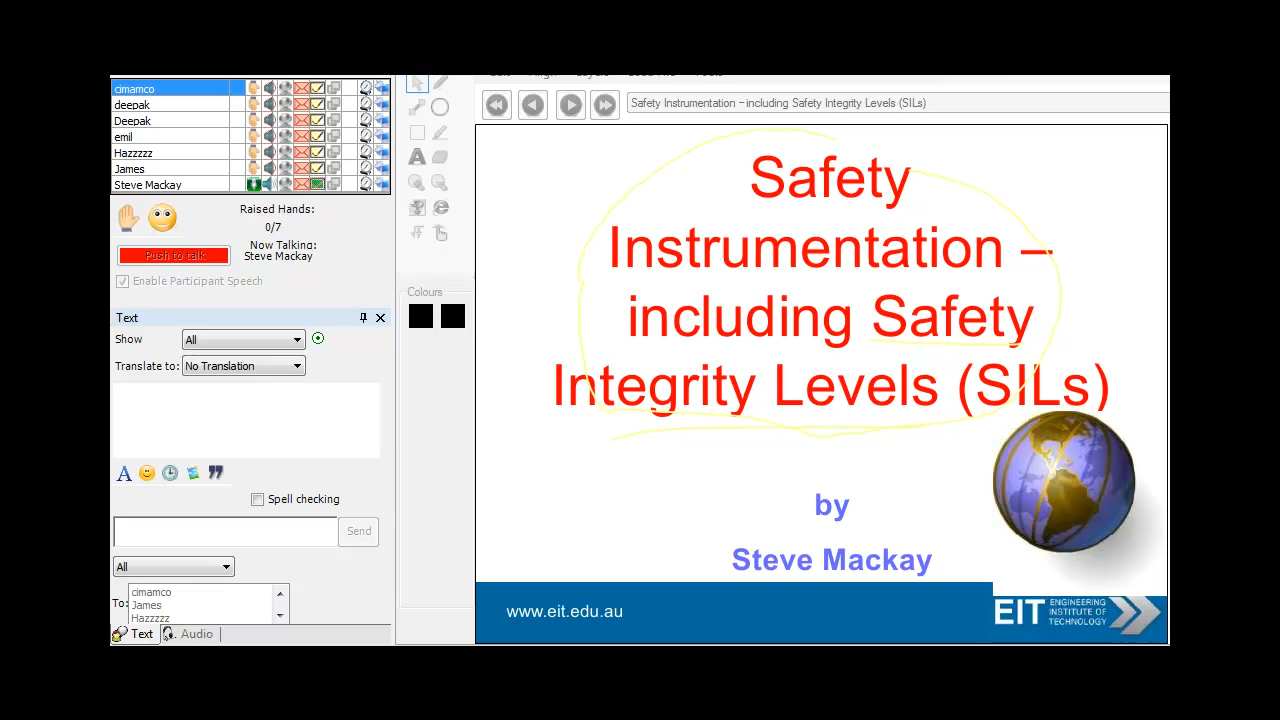 cimamco
deepak
Deepak
emil
Hazzzzz
James
Steve Mackay
Raised Hands:
0/7
Now Talking:
Steve Mackay
Push to talk
Enable Participant Speech
Text
Show
All
Translate to:
No Translation
Spell checking
Send
All
To:
cimamco
James
Hazzzzz
Text
Audio
Colours
Safety Instrumentation – including Safety Integrity Levels (SILs)
Safety
Instrumentation –
including Safety
Integrity Levels (SILs)
by
Steve Mackay
www.eit.edu.au
EIT
ENGINEERING
INSTITUTE OF
TECHNOLOGY